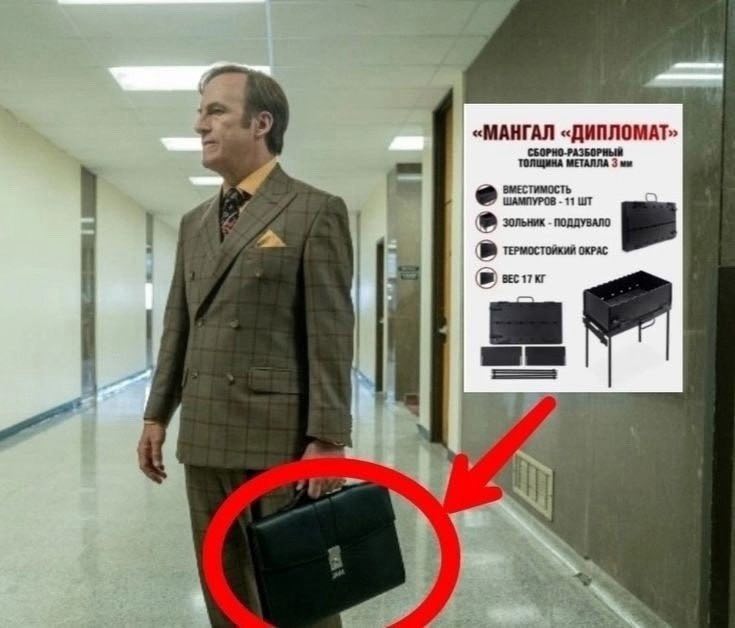 «МАНГАЛ «ДИПЛОМАТ»
СБОРНО-РАЗБОРНЫЙ
ТОЛЩИНА МЕТАЛЛА 3 мм
ВМЕСТИМОСТЬ
ШАМПУРОВ - 11 ШТ
ЗОЛЬНИК - ПОДДУВАЛО
ТЕРМОСТОЙКИЙ ОКРАС
ВЕС 17 КГ